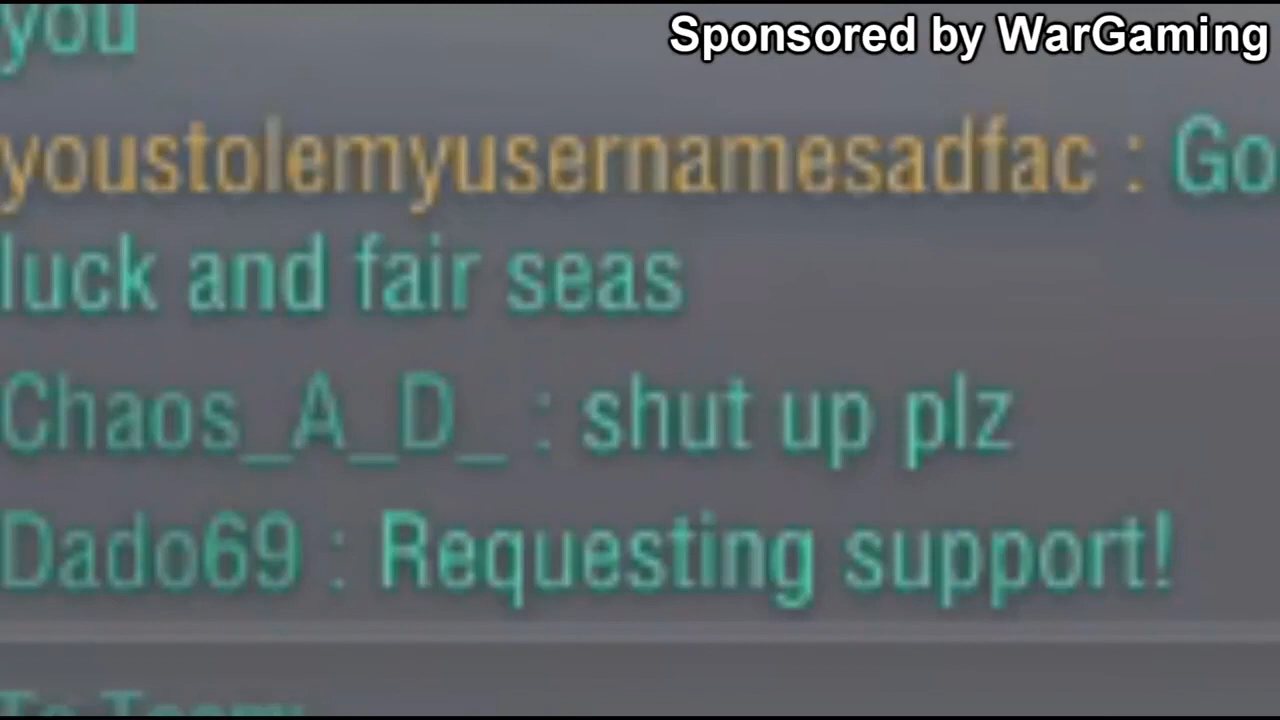 Sponsored by WarGaming
you
youstolemyusernamesadfac : Go
luck and fair seas
Chaos_A_D_ : shut up plz
Dado69 : Requesting support!